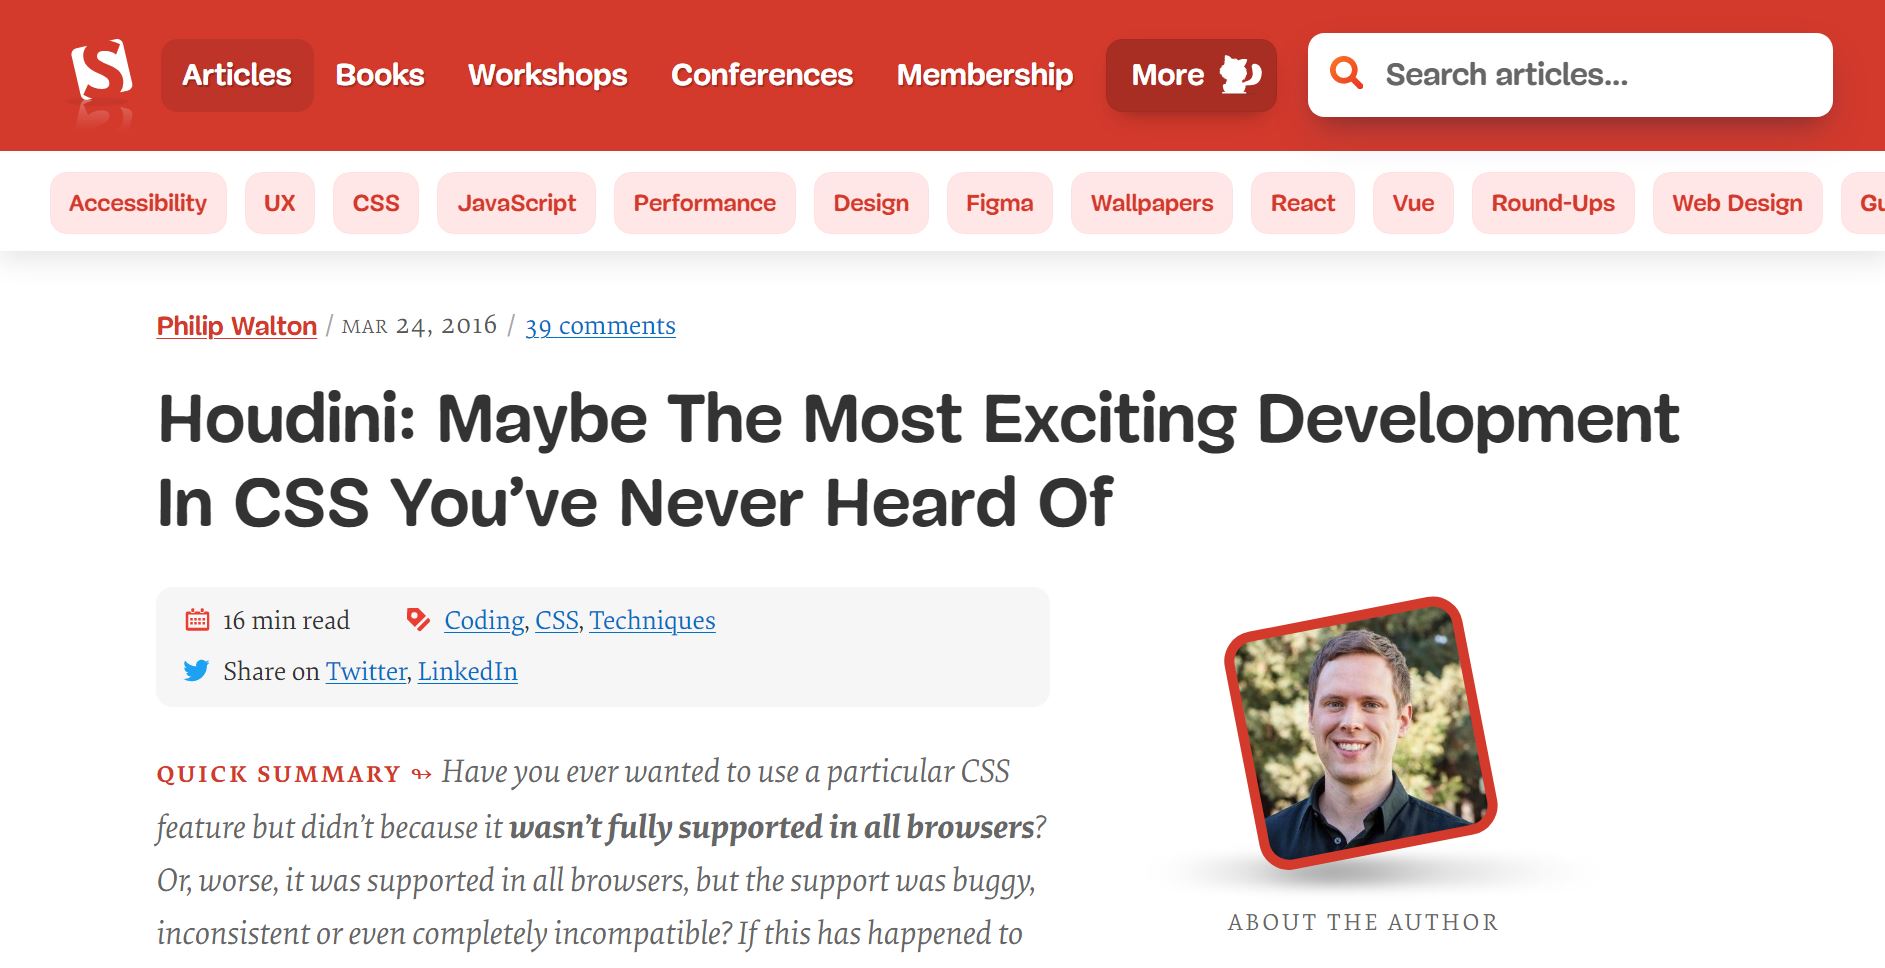 Articles Books Workshops Conferences Membership More Search articles...
Accessibility UX CSS JavaScript Performance Design Figma Wallpapers React Vue Round-Ups Web Design
Philip Walton / MAR 24, 2016 / 39 comments
Houdini: Maybe The Most Exciting Development
In CSS You’ve Never Heard Of
16 min read Coding, CSS, Techniques
Share on Twitter, LinkedIn
QUICK SUMMARY ↬ Have you ever wanted to use a particular CSS
feature but didn’t because it wasn’t fully supported in all browsers?
Or, worse, it was supported in all browsers, but the support was buggy,
inconsistent or even completely incompatible? If this has happened to
ABOUT THE AUTHOR